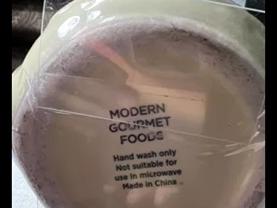 MODERN
GOURMET
FOODS
Hand wash only
Not suitable for
use in microwave
Made in China